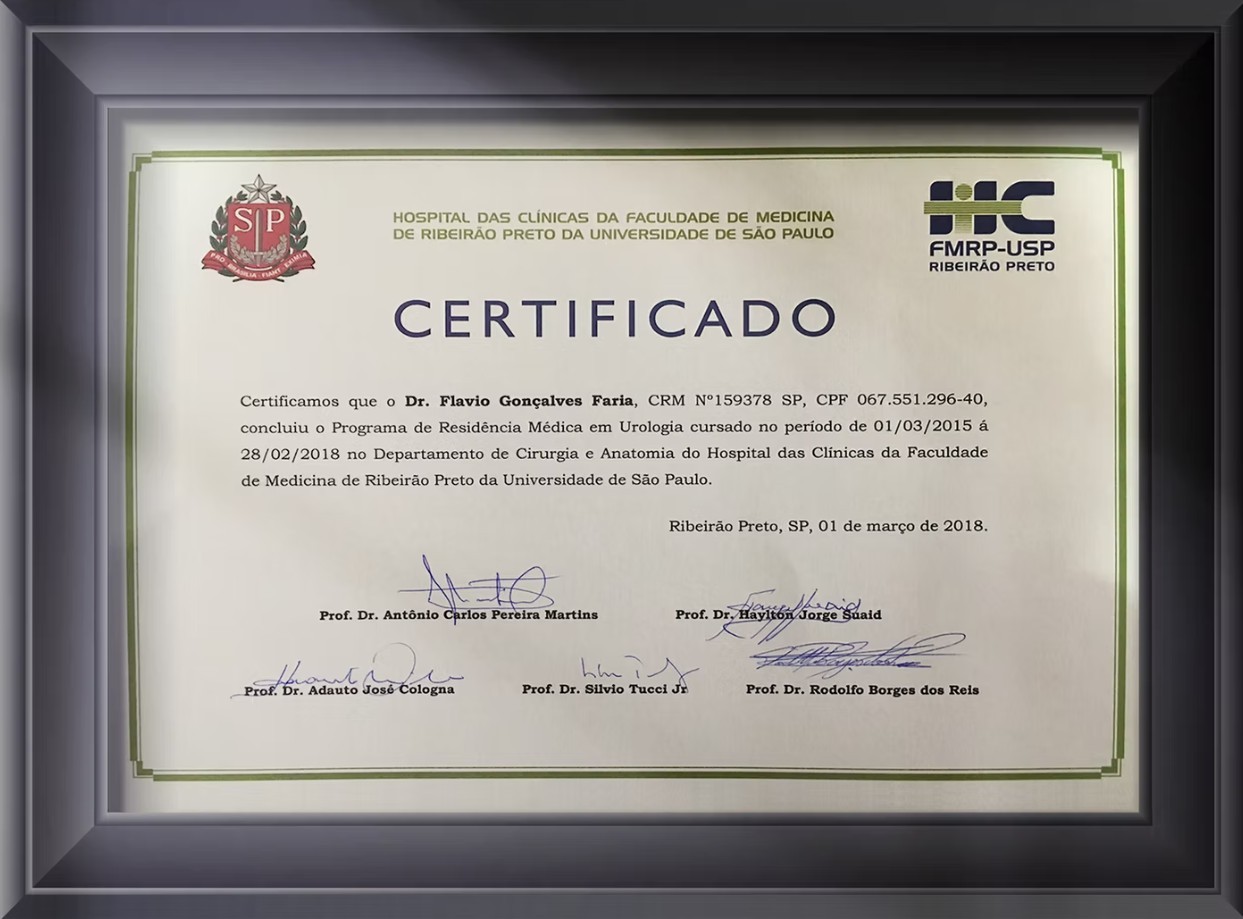 SP
PRO BRASILIA FIANT EXIMIA
HOSPITAL DAS CLÍNICAS DA FACULDADE DE MEDICINA
DE RIBEIRÃO PRETO DA UNIVERSIDADE DE SÃO PAULO
HC
FMRP-USP
RIBEIRÃO PRETO
CERTIFICADO
Certificamos que o Dr. Flavio Gonçalves Faria, CRM Nº159378 SP, CPF 067.551.296-40,
concluiu o Programa de Residência Médica em Urologia cursado no período de 01/03/2015 á
28/02/2018 no Departamento de Cirurgia e Anatomia do Hospital das Clínicas da Faculdade
de Medicina de Ribeirão Preto da Universidade de São Paulo.
Ribeirão Preto, SP, 01 de março de 2018.
Prof. Dr. Antônio Carlos Pereira Martins
Prof. Dr. Haylton Jorge Suaid
Prof. Dr. Adauto José Cologna
Prof. Dr. Silvio Tucci Jr
Prof. Dr. Rodolfo Borges dos Reis